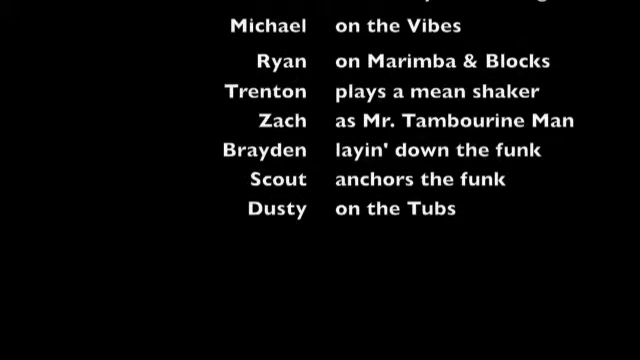 Michael on the Vibes
Ryan on Marimba & Blocks
Trenton plays a mean shaker
Zach as Mr. Tambourine Man
Brayden layin' down the funk
Scout anchors the funk
Dusty on the Tubs